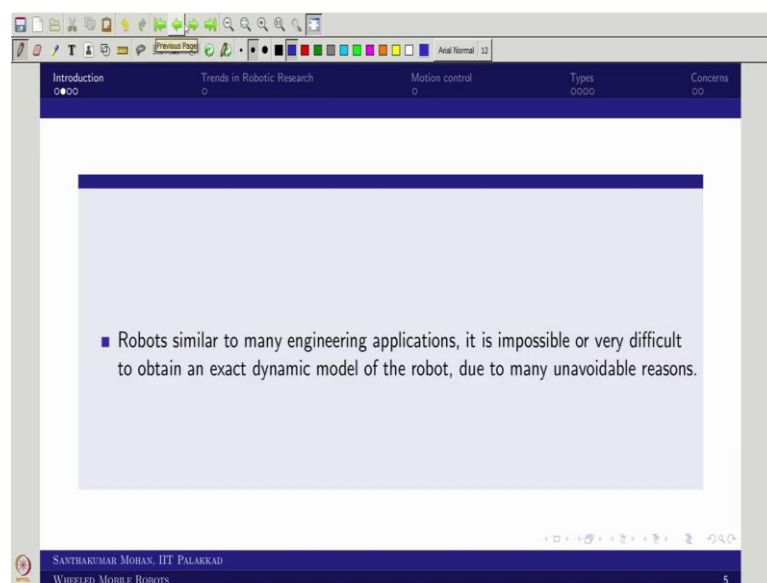 Previous Page
Arial Normal 12
Introduction Trends in Robotic Research Motion control Types Concerns
Robots similar to many engineering applications, it is impossible or very difficult
to obtain an exact dynamic model of the robot, due to many unavoidable reasons.
SANTHAKUMAR MOHAN, IIT PALAKKAD
WHEELED MOBILE ROBOTS 5